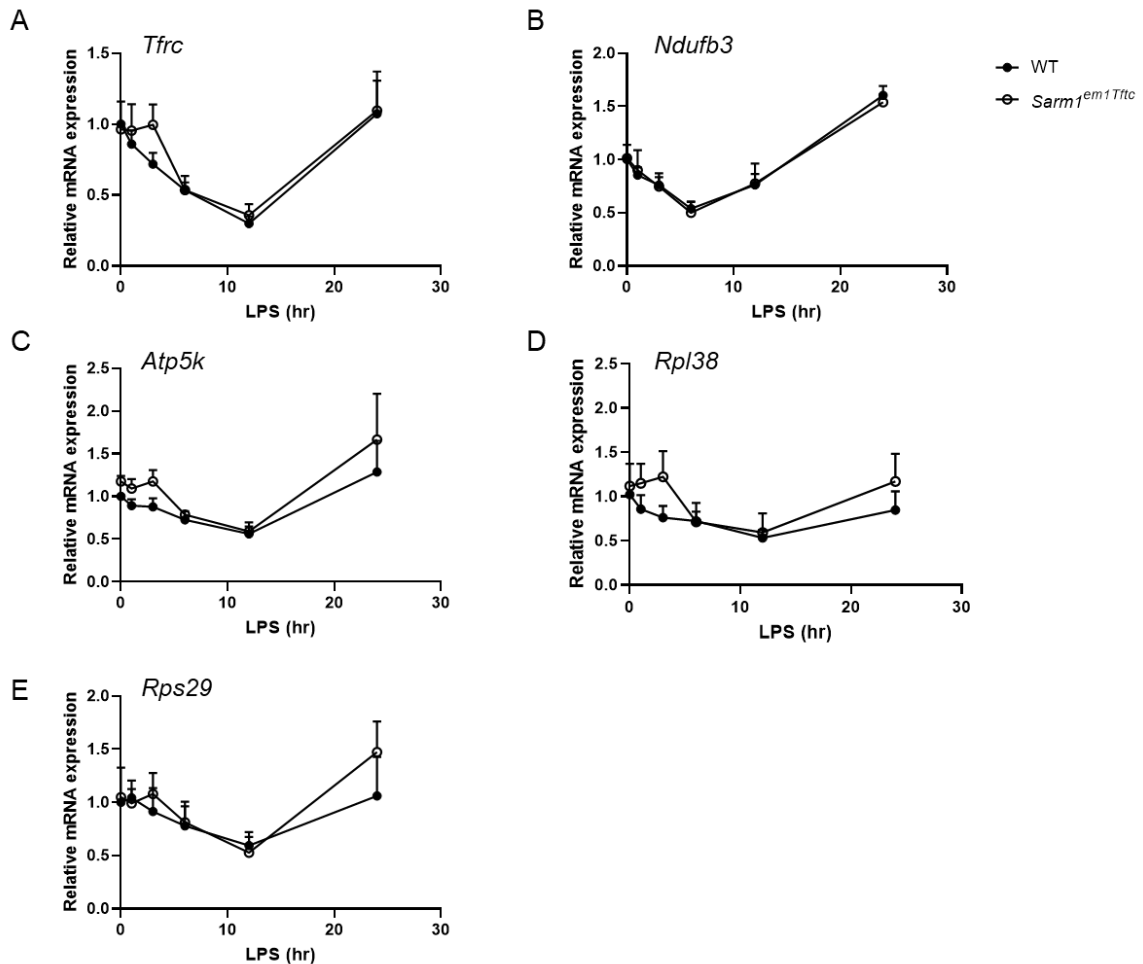 A
Tfrc
Relative mRNA expression
1.5
1.0
0.5
0.0
0 10 20 30
LPS (hr)
B
Ndufb3
Relative mRNA expression
2.0
1.5
1.0
0.5
0.0
0 10 20 30
LPS (hr)
WT
Sarm1em1Tftc
C
Atp5k
Relative mRNA expression
2.5
2.0
1.5
1.0
0.5
0.0
0 10 20 30
LPS (hr)
D
Rpl38
Relative mRNA expression
2.5
2.0
1.5
1.0
0.5
0.0
0 10 20 30
LPS (hr)
E
Rps29
Relative mRNA expression
2.0
1.5
1.0
0.5
0.0
0 10 20 30
LPS (hr)